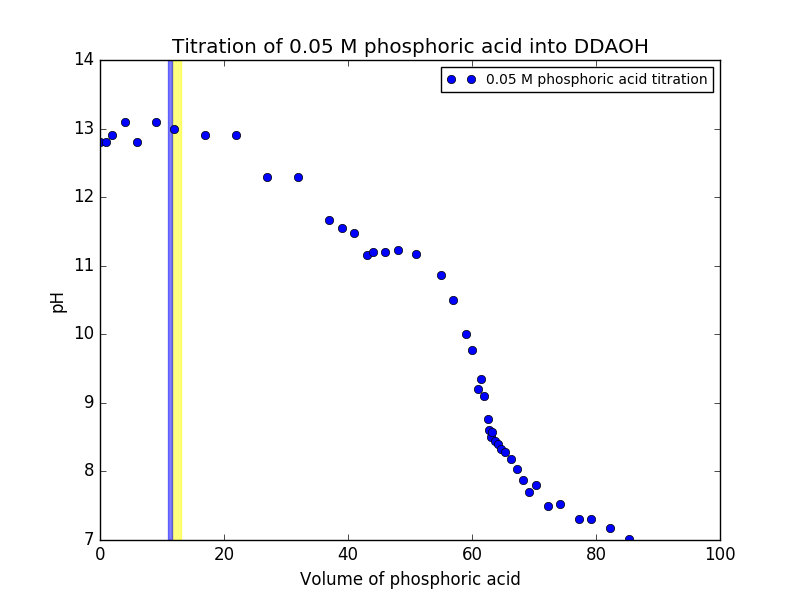 Titration of 0.05 M phosphoric acid into DDAOH
0.05 M phosphoric acid titration
14
13
12
11
10
9
8
7
pH
0 20 40 60 80 100
Volume of phosphoric acid